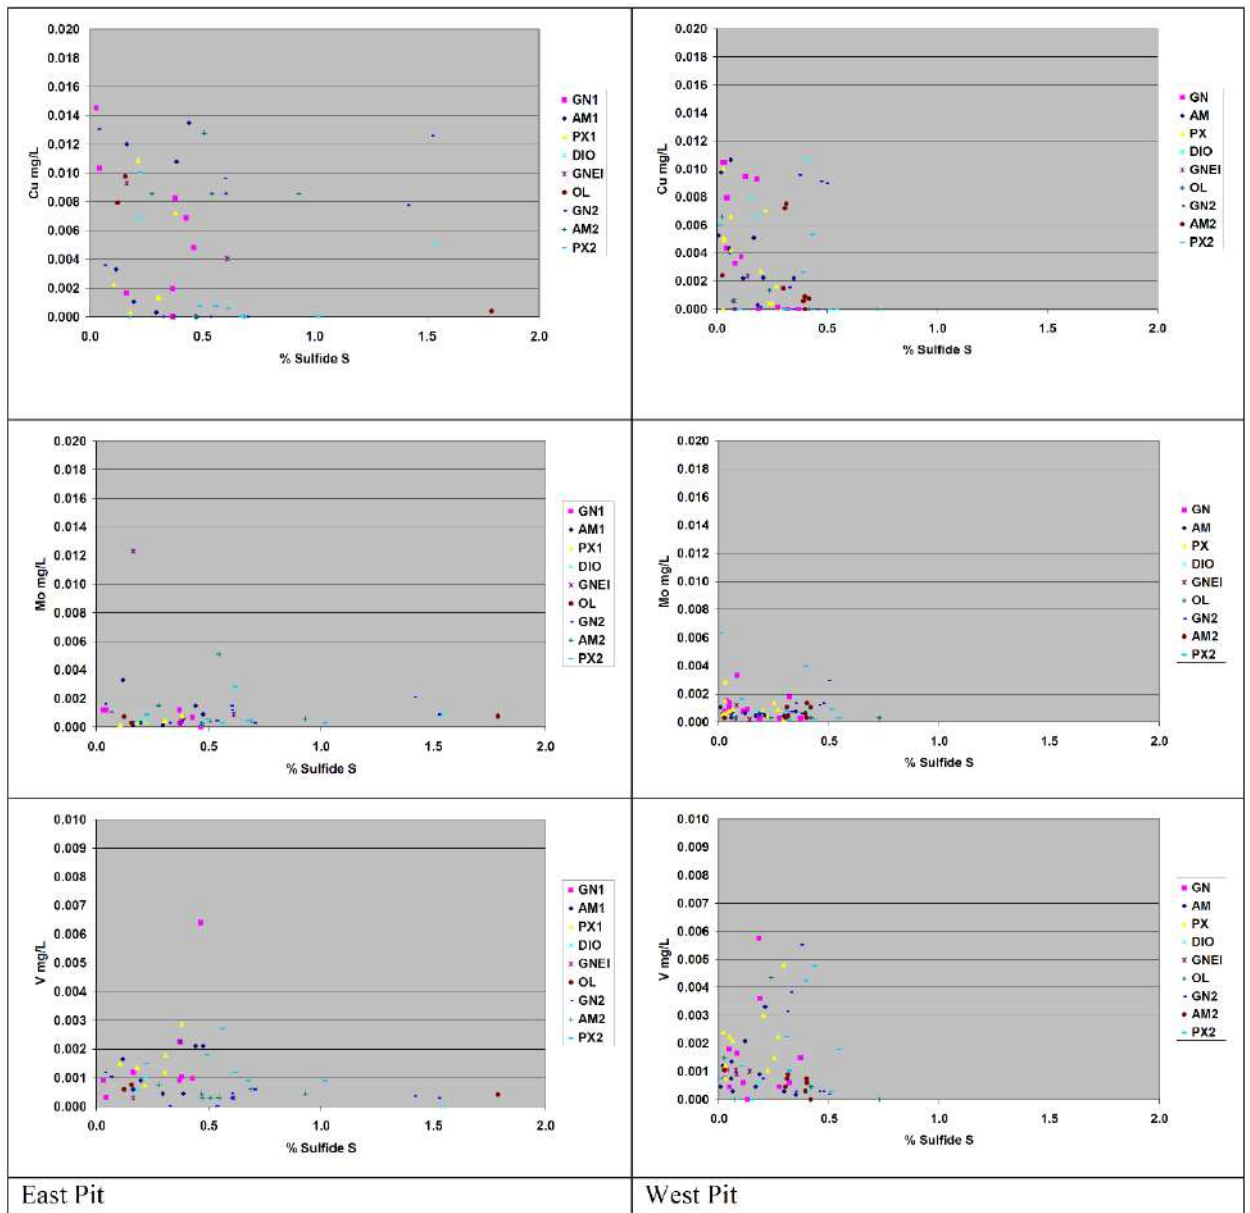 0.020
0.018
0.016
0.014
0.012
0.010
0.008
0.006
0.004
0.002
0.000
Cu mg/L
0.0 0.5 1.0 1.5 2.0
% Sulfide S
GN1
AM1
PX1
DIO
GNEI
OL
GN2
AM2
PX2
0.020
0.018
0.016
0.014
0.012
0.010
0.008
0.006
0.004
0.002
0.000
Cu mg/L
0.0 0.5 1.0 1.5 2.0
% Sulfide S
GN
AM
PX
DIO
GNEI
OL
GN2
AM2
PX2
0.020
0.018
0.016
0.014
0.012
0.010
0.008
0.006
0.004
0.002
0.000
Mo mg/L
0.0 0.5 1.0 1.5 2.0
% Sulfide S
GN1
AM1
PX1
DIO
GNEI
OL
GN2
AM2
PX2
0.020
0.018
0.016
0.014
0.012
0.010
0.008
0.006
0.004
0.002
0.000
Mo mg/L
0.0 0.5 1.0 1.5 2.0
% Sulfide S
GN
AM
PX
DIO
GNEI
OL
GN2
AM2
PX2
0.010
0.009
0.008
0.007
0.006
0.005
0.004
0.003
0.002
0.001
0.000
V mg/L
0.0 0.5 1.0 1.5 2.0
% Sulfide S
GN1
AM1
PX1
DIO
GNEI
OL
GN2
AM2
PX2
0.010
0.009
0.008
0.007
0.006
0.005
0.004
0.003
0.002
0.001
0.000
V mg/L
0.0 0.5 1.0 1.5 2.0
% Sulfide S
GN
AM
PX
DIO
GNEI
OL
GN2
AM2
PX2
East Pit
West Pit